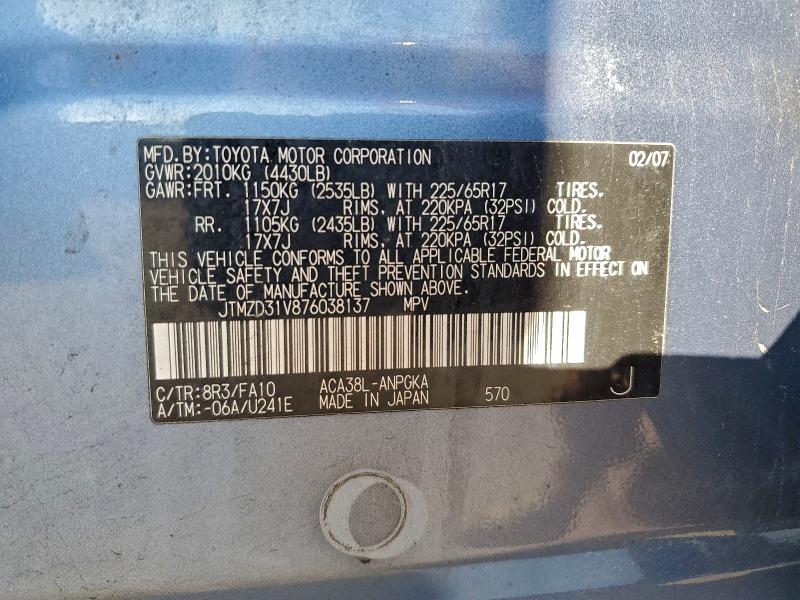 MFD.BY:TOYOTA MOTOR CORPORATION 02/07
GVWR:2010KG (4430LB)
GAWR:FRT. 1150KG (2535LB) WITH 225/65R17 TIRES.
17X7J RIMS. AT 220KPA (32PSI) COLD.
RR. 1105KG (2435LB) WITH 225/65R17 TIRES.
17X7J RIMS. AT 220KPA (32PSI) COLD.
THIS VEHICLE CONFORMS TO ALL APPLICABLE FEDERAL MOTOR
VEHICLE SAFETY AND THEFT PREVENTION STANDARDS IN EFFECT ON
THE DATE OF MANUFACTURE SHOWN ABOVE.
JTMZD31V876038137 MPV
C/TR:8R3/FA10 ACA38L-ANPGKA
A/TM:-06A/U241E MADE IN JAPAN 570 J